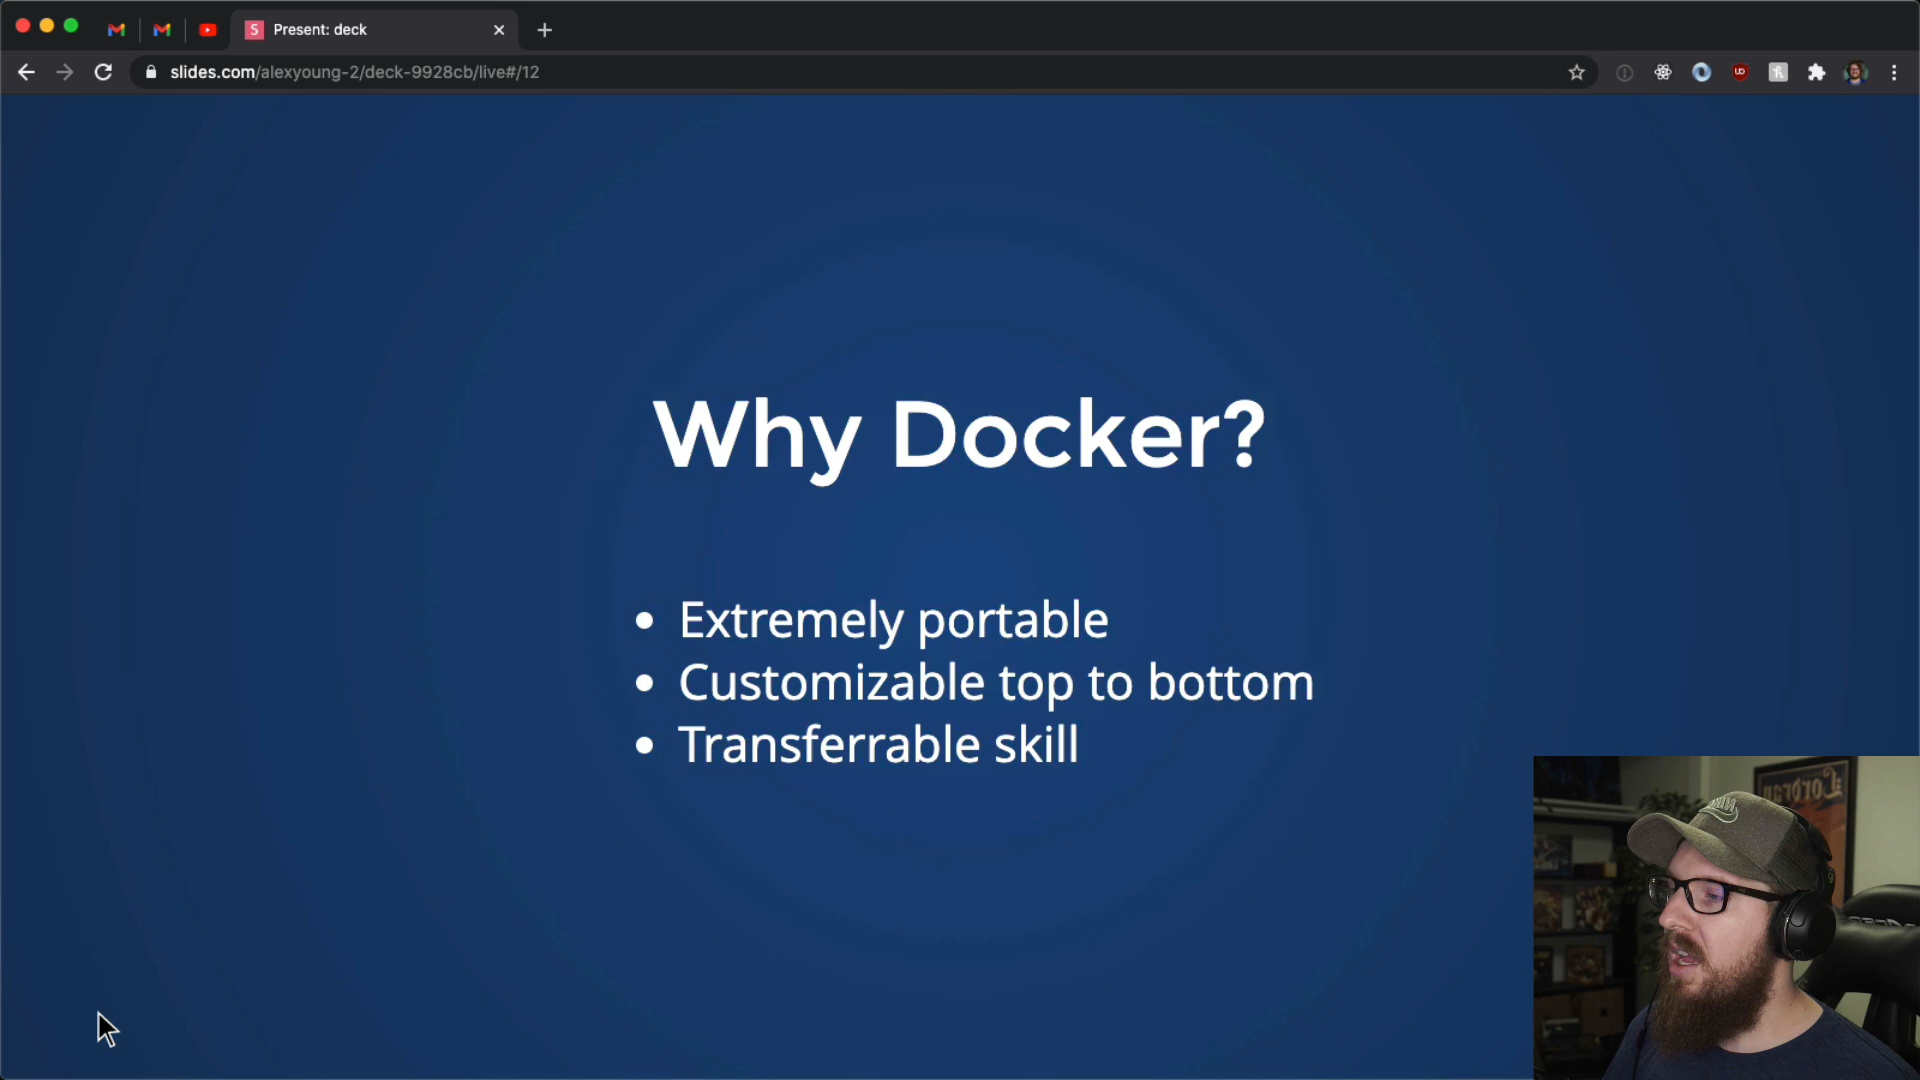 Present: deck
slides.com/alexyoung-2/deck-9928cb/live#/12
Why Docker?
• Extremely portable
• Customizable top to bottom
• Transferrable skill